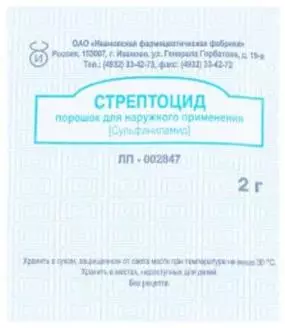 ОАО «Ивановская фармацевтическая фабрика»
Россия, 153007, г. Иваново, ул. Генерала Горбатова, д. 19-а
Тел.: (4932) 33-42-73, факс: (4932) 33-42-72
СТРЕПТОЦИД
порошок для наружного применения
[Сульфаниламид]
ЛП - 002847
2 г
Хранить в сухом, защищенном от света месте при температуре не выше 30 °С.
Хранить в местах, недоступных для детей.
Без рецепта.